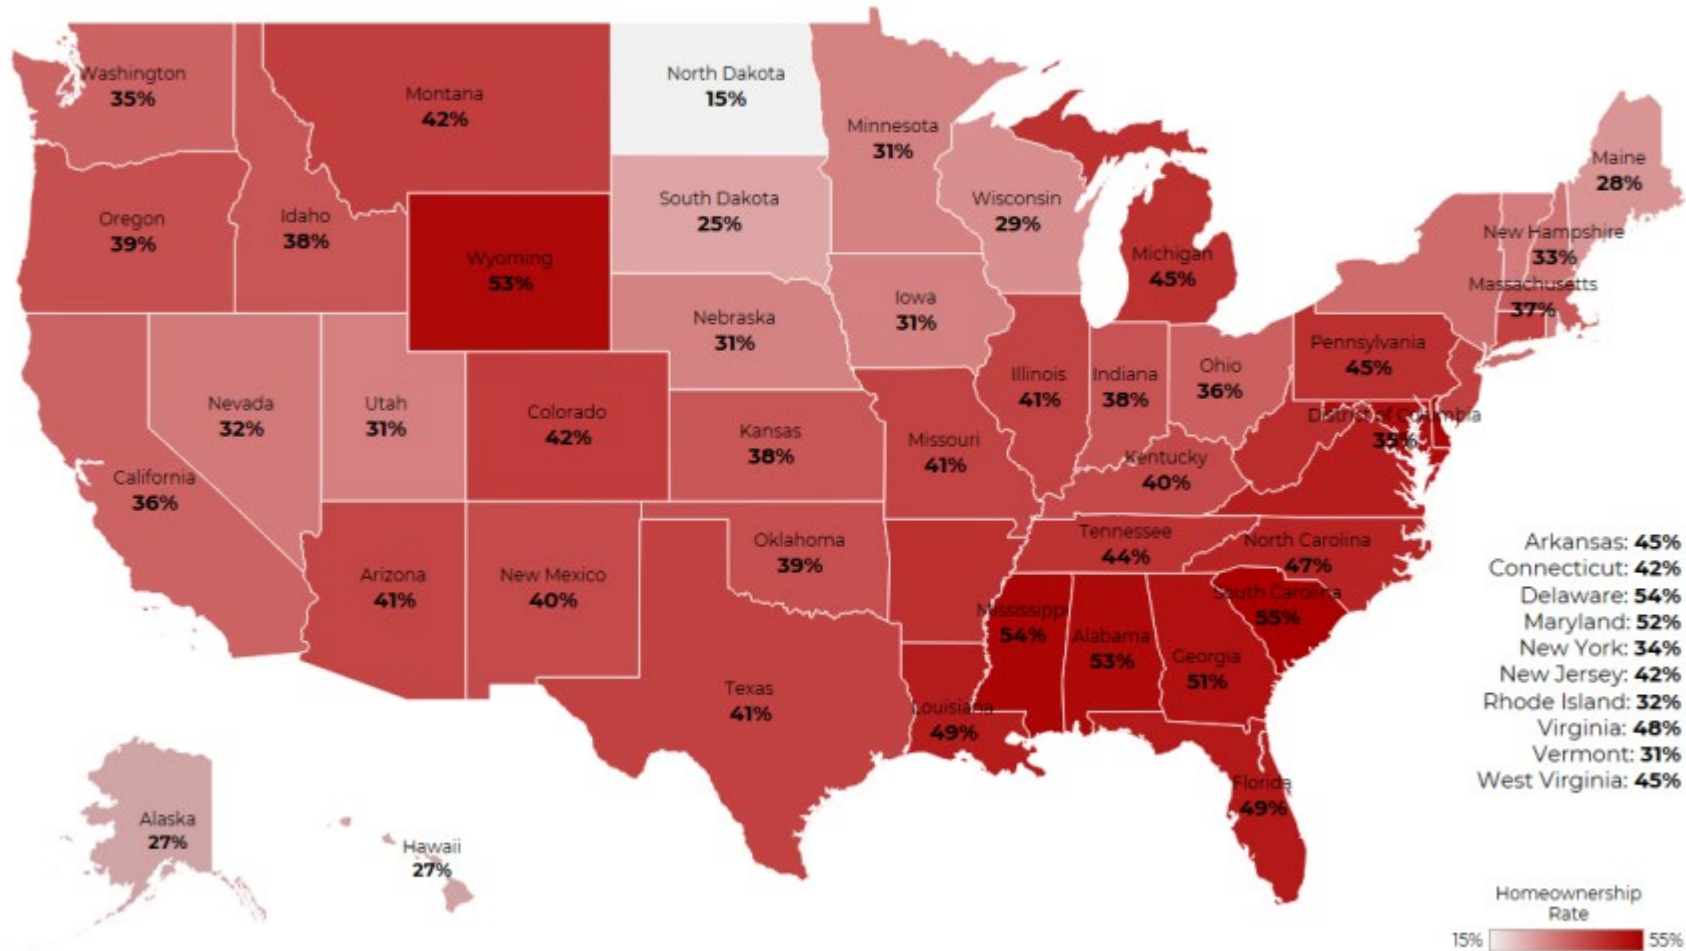 Washington
35%
Montana
42%
North Dakota
15%
Minnesota
31%
Maine
28%
Oregon
39%
Idaho
38%
Wyoming
53%
South Dakota
25%
Wisconsin
29%
Michigan
45%
New Hampshire
33%
Massachusetts
37%
Nebraska
31%
Iowa
31%
Pennsylvania
45%
Nevada
32%
Utah
31%
Colorado
42%
Kansas
38%
Missouri
41%
Illinois
41%
Indiana
38%
Ohio
36%
District of Columbia
35%
California
36%
Kentucky
40%
Arizona
41%
New Mexico
40%
Oklahoma
39%
Tennessee
44%
North Carolina
47%
South Carolina
55%
Mississippi
54%
Alabama
53%
Georgia
51%
Texas
41%
Louisiana
49%
Florida
49%
Alaska
27%
Hawaii
27%
Arkansas: 45%
Connecticut: 42%
Delaware: 54%
Maryland: 52%
New York: 34%
New Jersey: 42%
Rhode Island: 32%
Virginia: 48%
Vermont: 31%
West Virginia: 45%
Homeownership
Rate
15% 55%